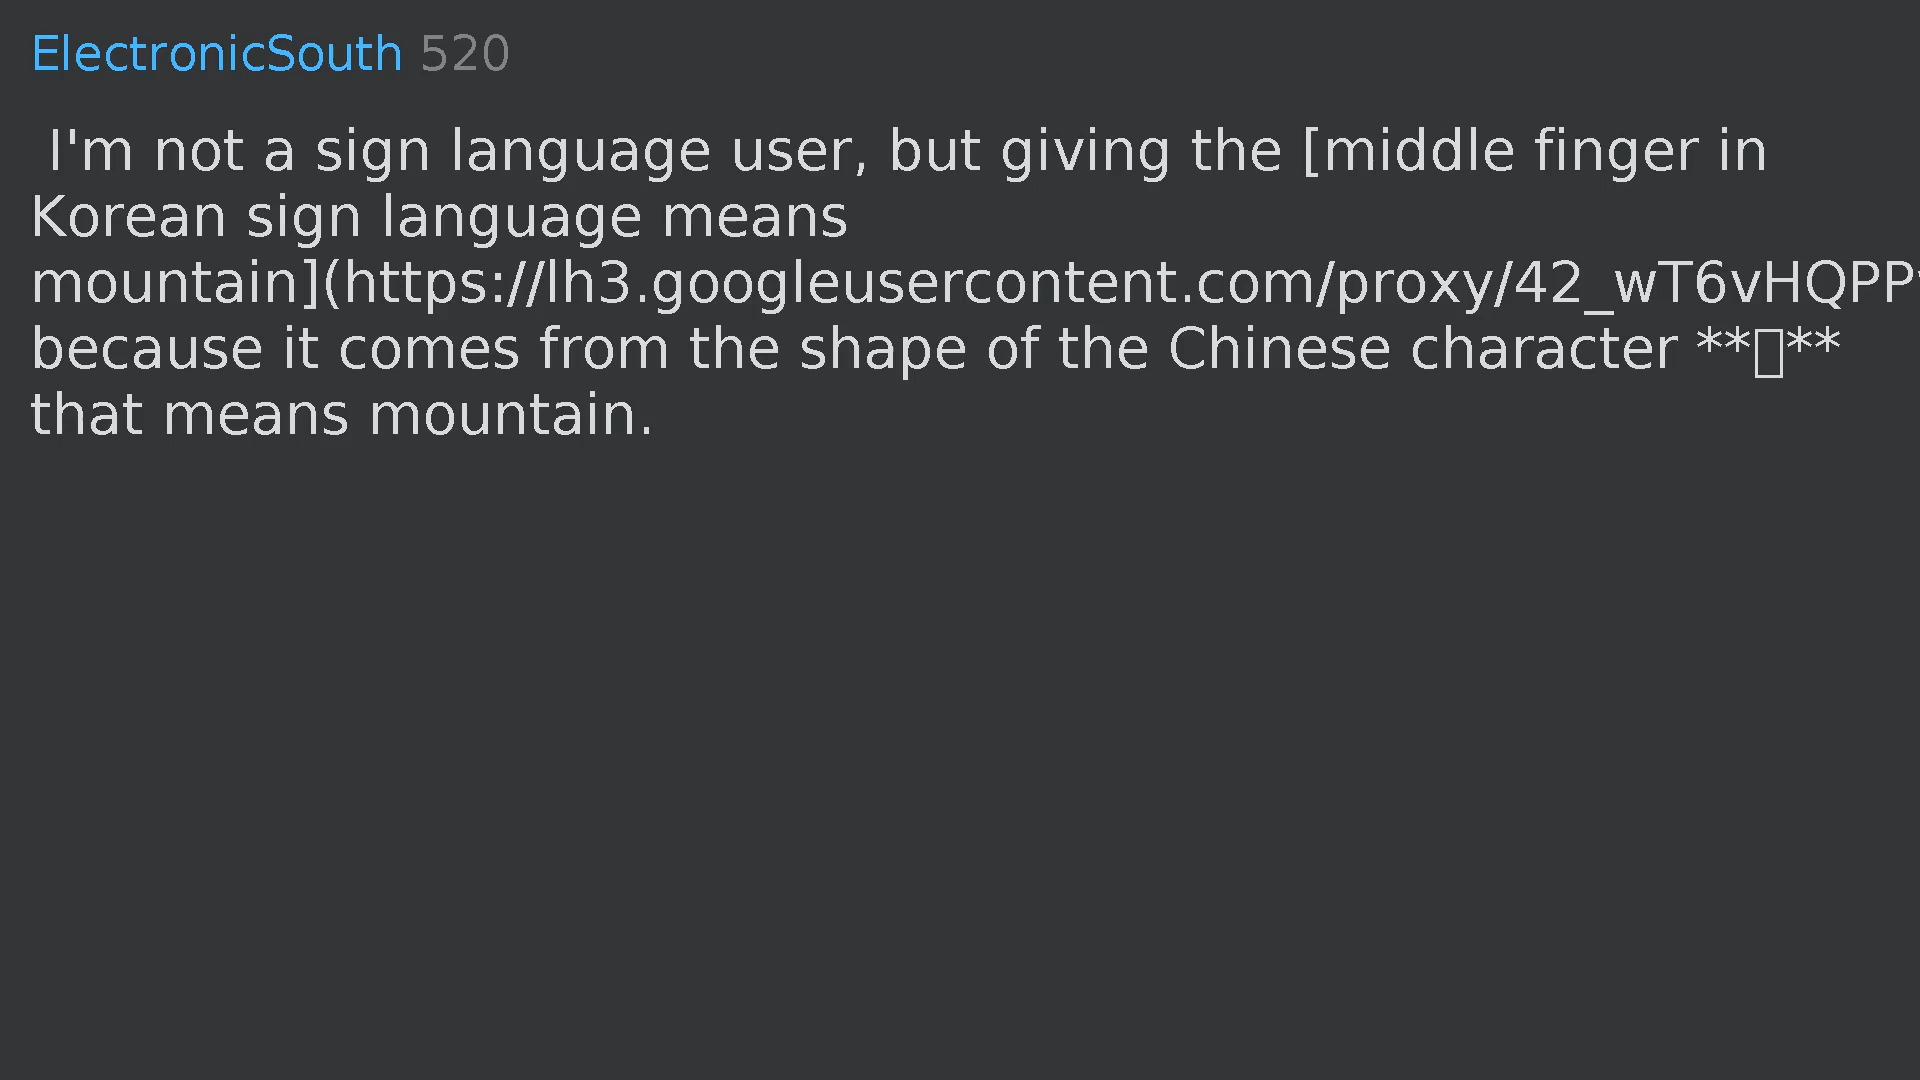 ElectronicSouth 520
I'm not a sign language user, but giving the [middle finger in
Korean sign language means
mountain](https://lh3.googleusercontent.com/proxy/42_wT6vHQPP
because it comes from the shape of the Chinese character **▯**
that means mountain.